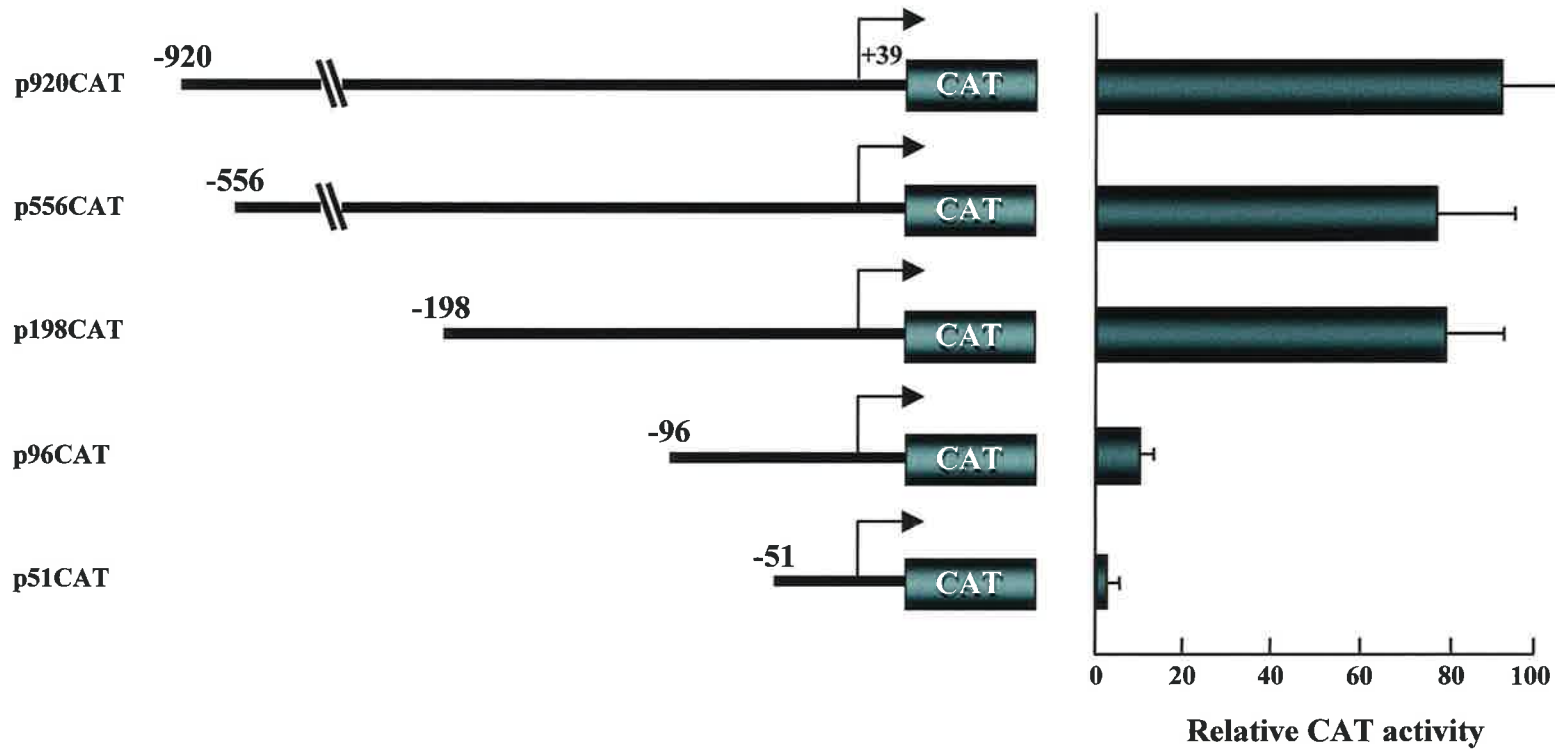 -920
+39
p920CAT
CAT
-556
p556CAT
CAT
-198
p198CAT
CAT
-96
p96CAT
CAT
-51
p51CAT
CAT
0 20 40 60 80 100
Relative CAT activity